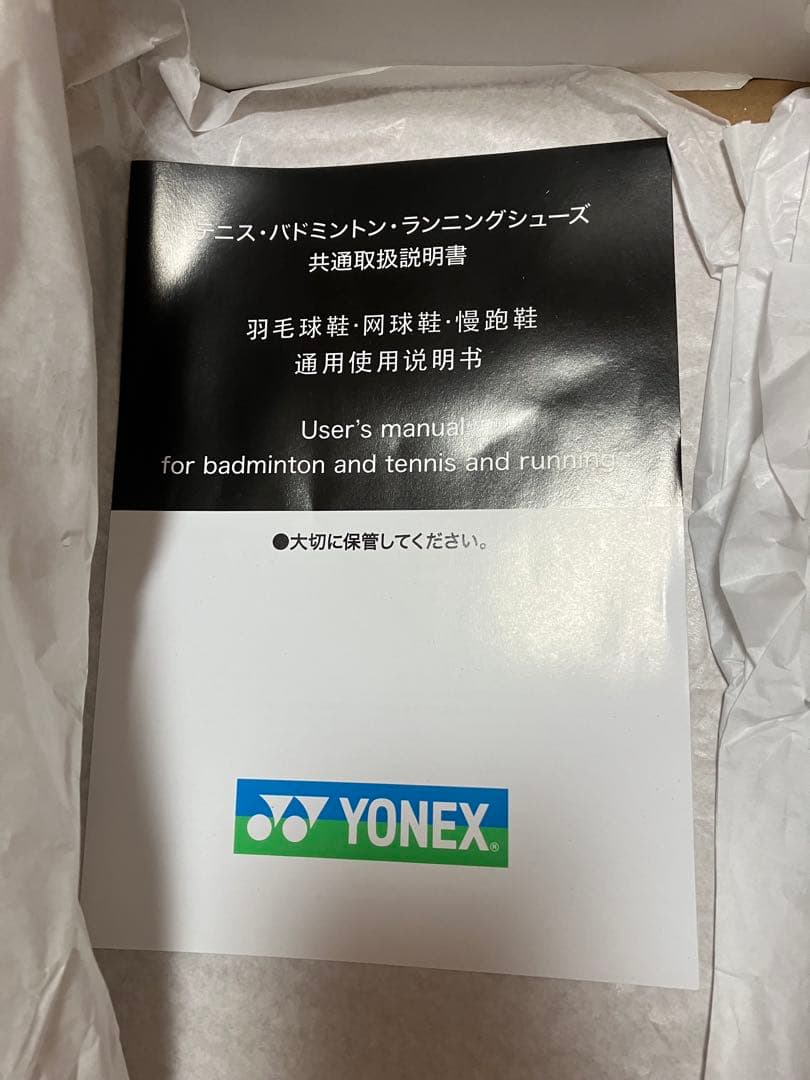 テニス・バドミントン・ランニングシューズ
共通取扱説明書
羽毛球鞋·网球鞋·慢跑鞋
通用使用说明书
User's manual
for badminton and tennis and running
●大切に保管してください。
YONEX®